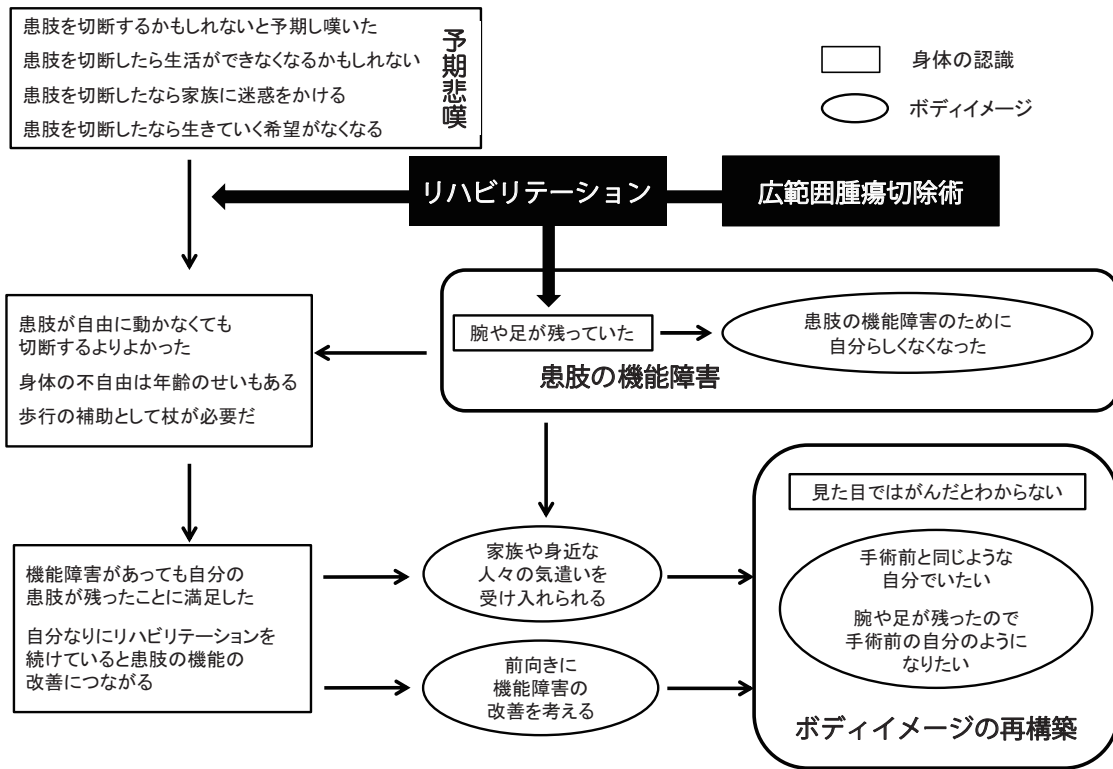 患肢を切断するかもしれないと予期し嘆いた
患肢を切断したら生活ができなくなるかもしれない
患肢を切断したなら家族に迷惑をかける
患肢を切断したなら生きていく希望がなくなる
予期悲嘆
身体の認識
ボディイメージ
リハビリテーション
広範囲腫瘍切除術
患肢が自由に動かなくても
切断するよりよかった
身体の不自由は年齢のせいもある
歩行の補助として杖が必要だ
腕や足が残っていた
患肢の機能障害のために
自分らしくなくなった
患肢の機能障害
機能障害があっても自分の
患肢が残ったことに満足した
自分なりにリハビリテーションを
続けていると患肢の機能の
改善につながる
家族や身近な
人々の気遣いを
受け入れられる
前向きに
機能障害の
改善を考える
見た目ではがんだとわからない
手術前と同じような
自分でいたい
腕や足が残ったので
手術前の自分のように
なりたい
ボディイメージの再構築